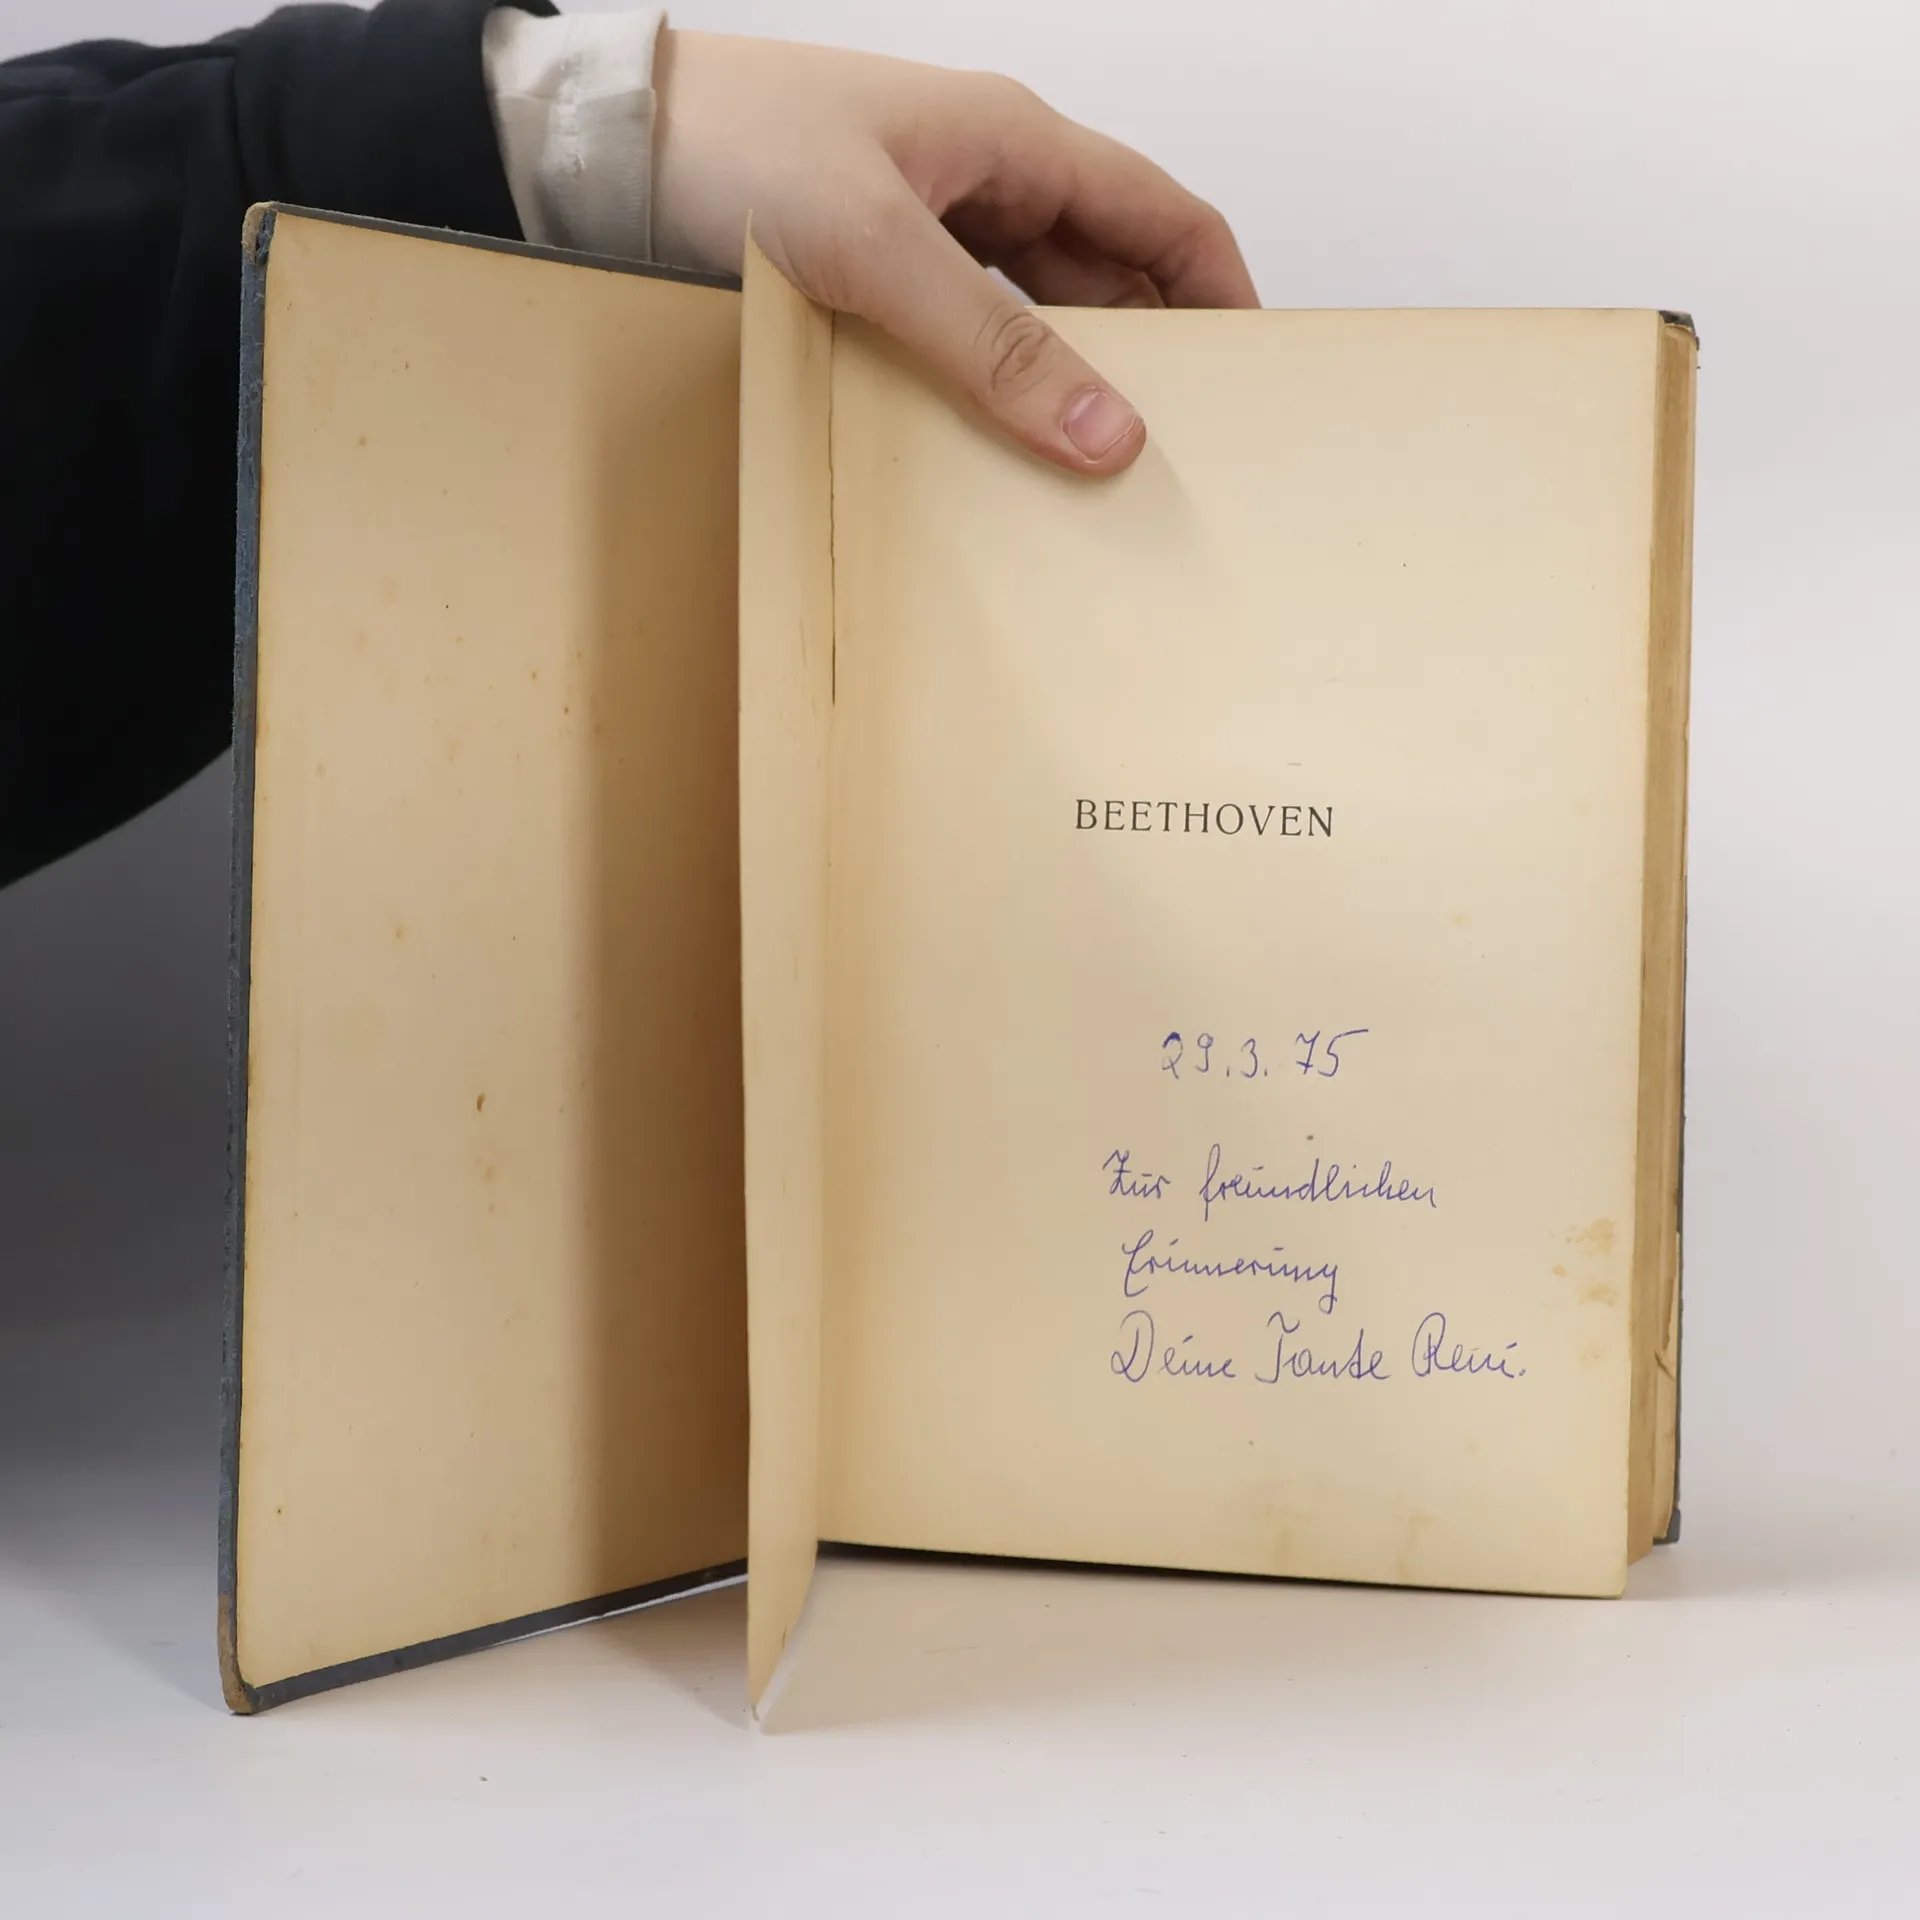 BEETHOVEN
29.3.75
Zur freundlichen
Erinnerung
Deine Tante Reni.